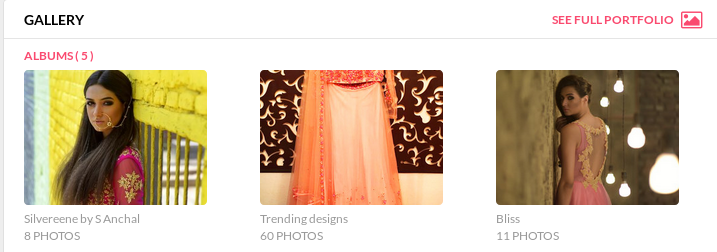 GALLERY
SEE FULL PORTFOLIO
ALBUMS ( 5 )
Silvereene by S Anchal
8 PHOTOS
Trending designs
60 PHOTOS
Bliss
11 PHOTOS